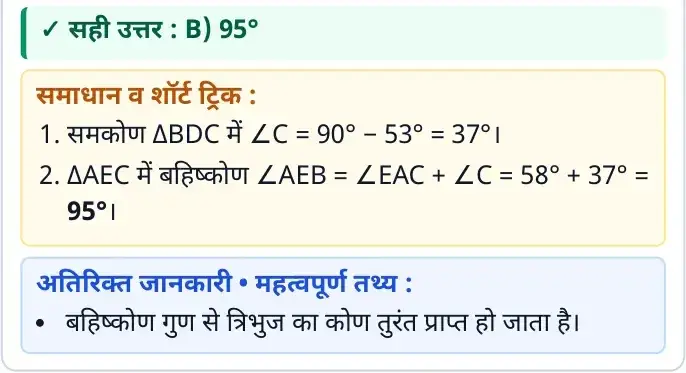 ✓ सही उत्तर : B) 95°
समाधान व शॉर्ट ट्रिक :
1. समकोण ΔBDC में ∠C = 90° − 53° = 37°।
2. ΔAEC में बहिष्कोण ∠AEB = ∠EAC + ∠C = 58° + 37° =
95°।
अतिरिक्त जानकारी • महत्वपूर्ण तथ्य :
• बहिष्कोण गुण से त्रिभुज का कोण तुरंत प्राप्त हो जाता है।